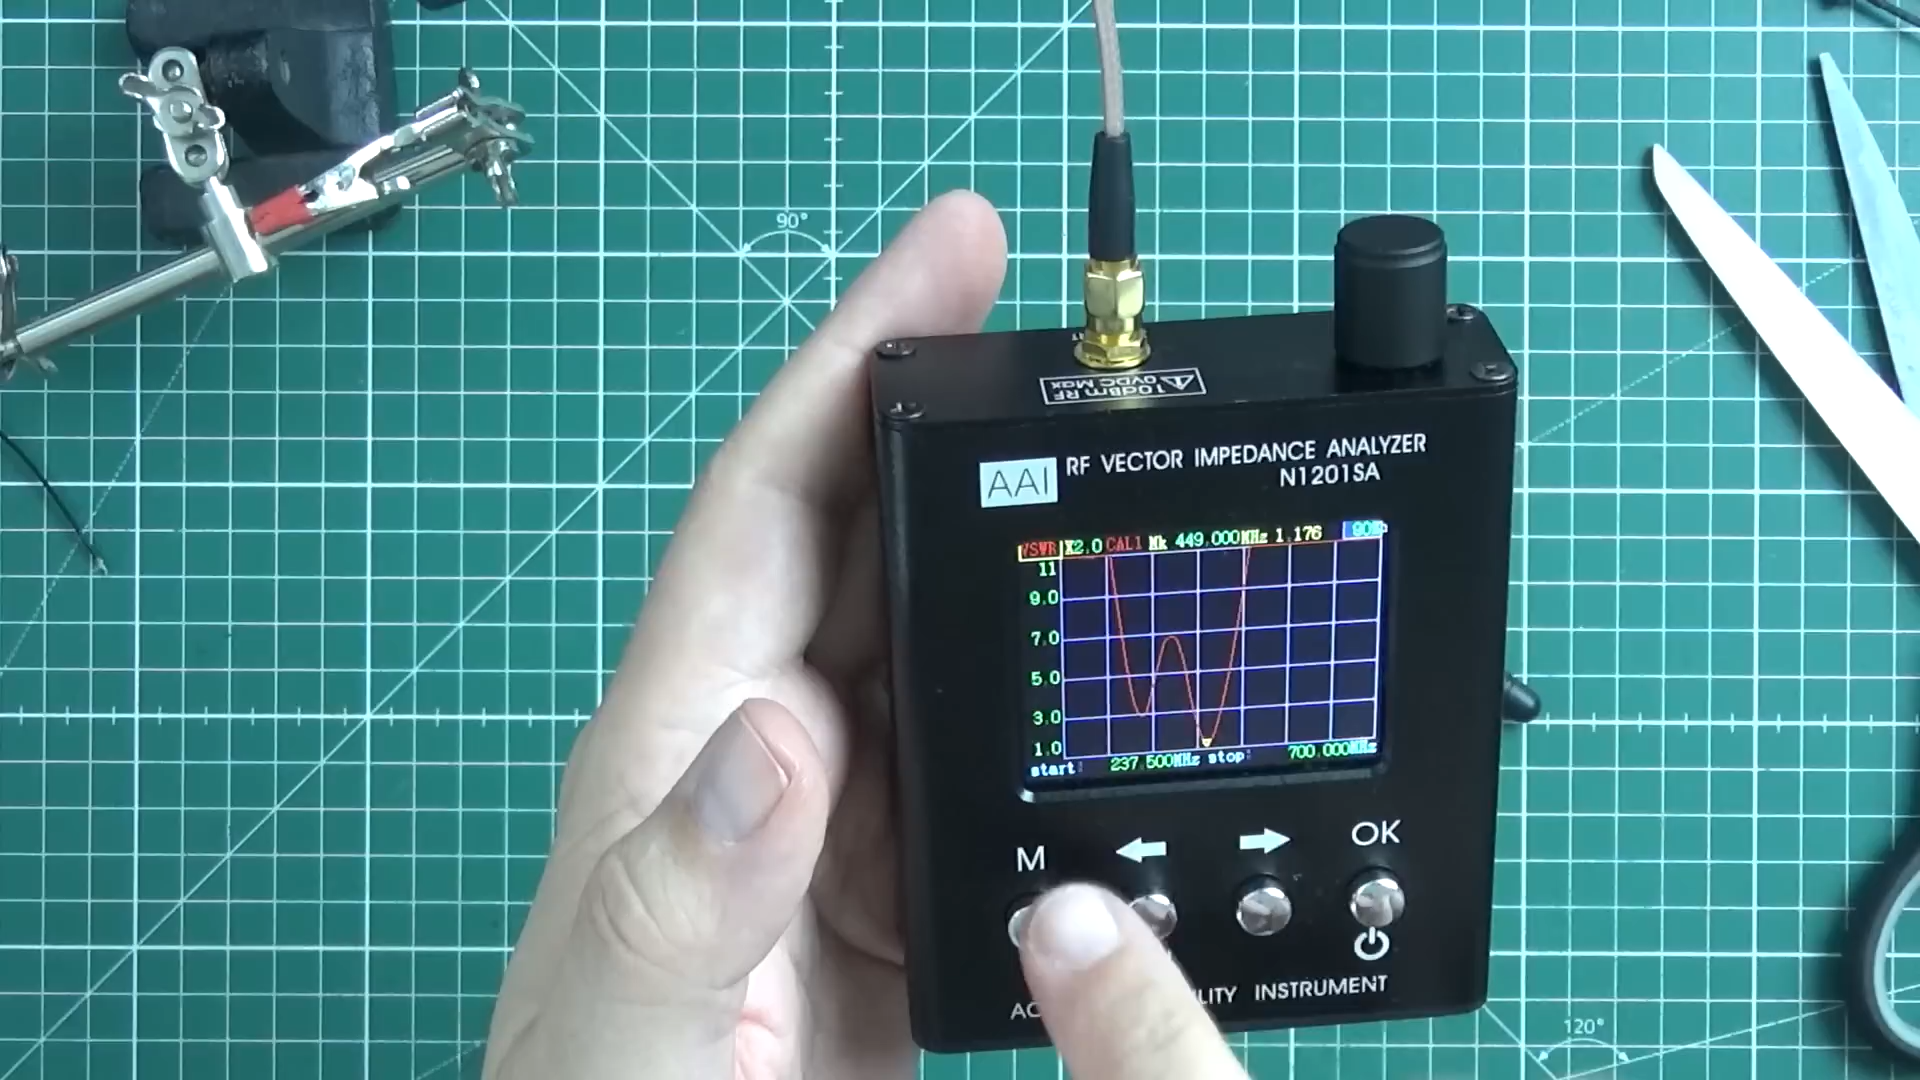 90°
10dBm RF
0VDC Max
AAI RF VECTOR IMPEDANCE ANALYZER
N1201SA
VSWR X2.0 CAL1 Mk 449.000MHz 1.176
11
9.0
7.0
5.0
3.0
1.0
start: 237.500MHz stop: 700.000MHz
M OK
INSTRUMENT
120°